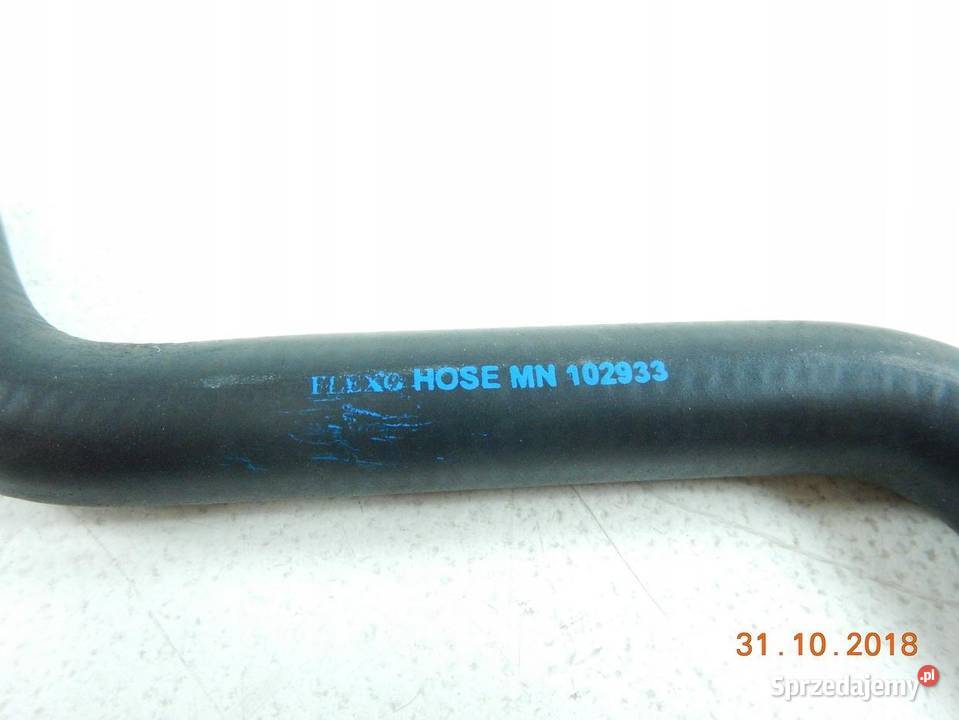 FLEXO HOSE MN 102933
31.10.2018
Sprzedajemy.pl